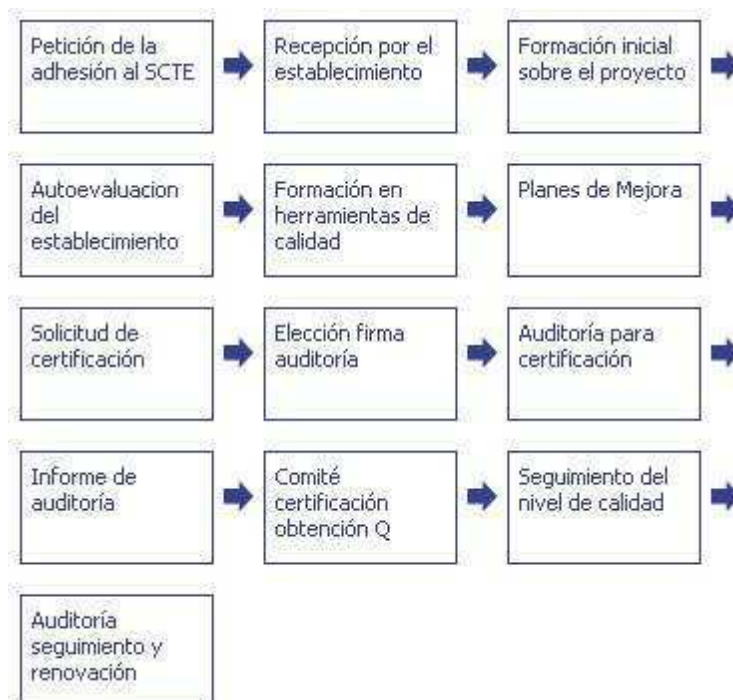 Petición de la
adhesión al SCTE
Recepción por el
establecimiento
Formación inicial
sobre el proyecto
Autoevaluacion
del
establecimiento
Formación en
herramientas de
calidad
Planes de Mejora
Solicitud de
certificación
Elección firma
auditoría
Auditoría para
certificación
Informe de
auditoría
Comité
certificación
obtención Q
Seguimiento del
nivel de calidad
Auditoría
seguimiento y
renovación